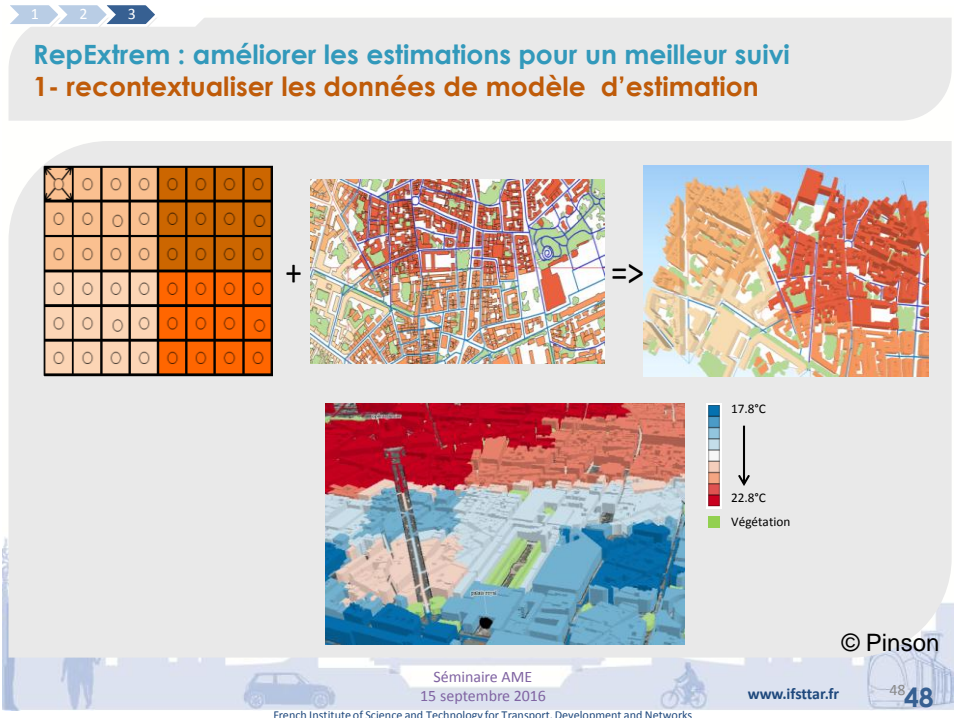 1 2 3
RepExtrem : améliorer les estimations pour un meilleur suivi
1- recontextualiser les données de modèle d'estimation
+ =>
17.8°C
22.8°C
Végétation
© Pinson
Séminaire AME
15 septembre 2016
www.ifsttar.fr
48
48
French Institute of Science and Technology for Transport, Development and Networks